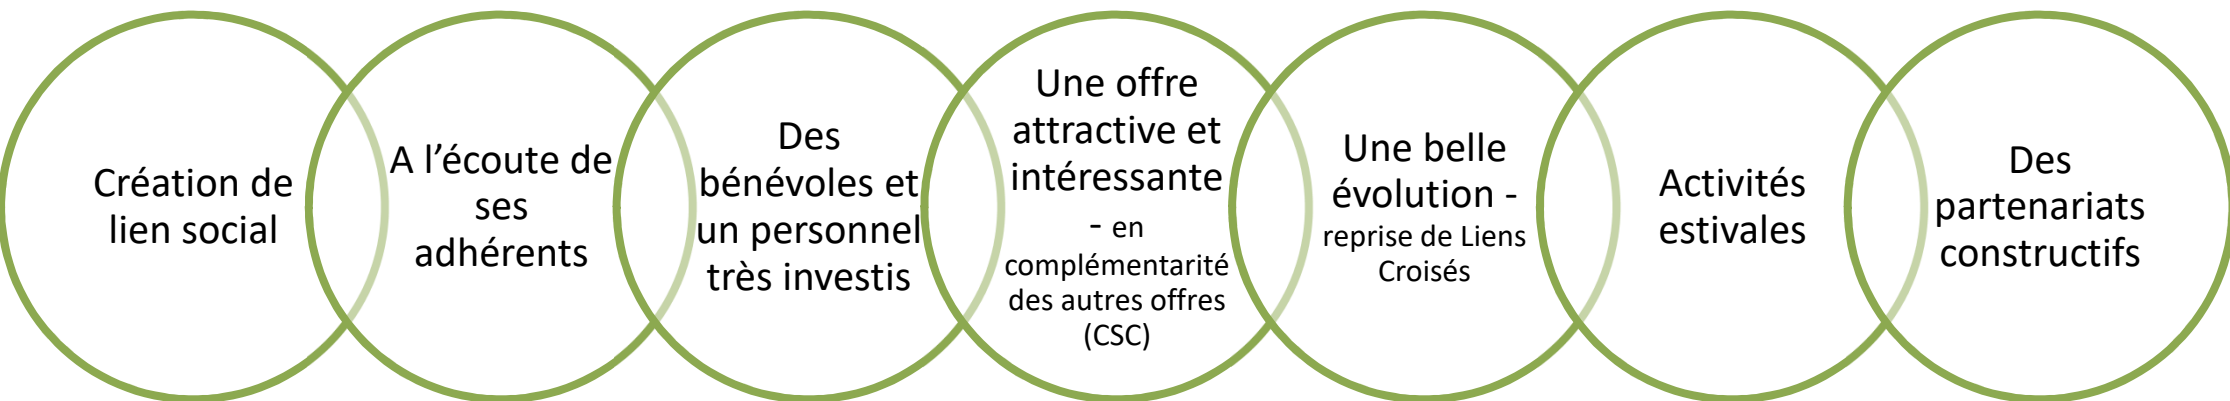 Création de
lien social
A l’écoute de
ses
adhérents
Des
bénévoles et
un personnel
très investis
Une offre
attractive et
intéressante
- en
complémentarité
des autres offres
(CSC)
Une belle
évolution -
reprise de Liens
Croisés
Activités
estivales
Des
partenariats
constructifs